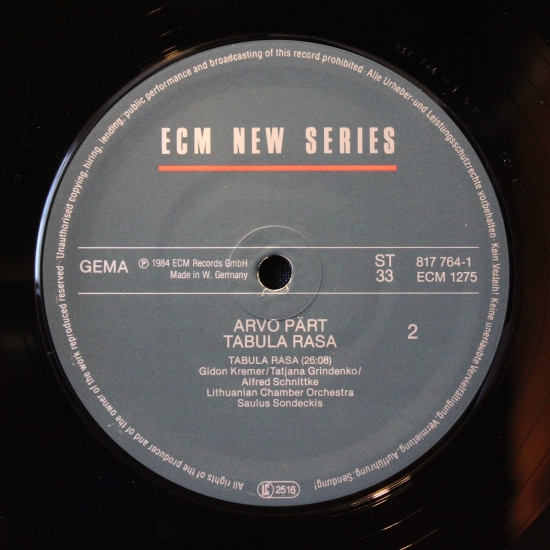 ECM NEW SERIES
GEMA
℗ 1984 ECM Records GmbH
Made in W. Germany
ST
33
817 764-1
ECM 1275
ARVO PÄRT
TABULA RASA
2
TABULA RASA (26:08)
Gidon Kremer/Tatjana Grindenko/
Alfred Schnittke
Lithuanian Chamber Orchestra
Saulus Sondeckis
LC 2516
All rights of the producer and of the owner of the work reproduced reserved · Unauthorised copying, hiring, lending, public performance and broadcasting of this record prohibited · Alle Urheber- und Leistungsschutzrechte vorbehalten · Kein Verleih! Keine unerlaubte Vervielfältigung, Vermietung, Aufführung, Sendung!